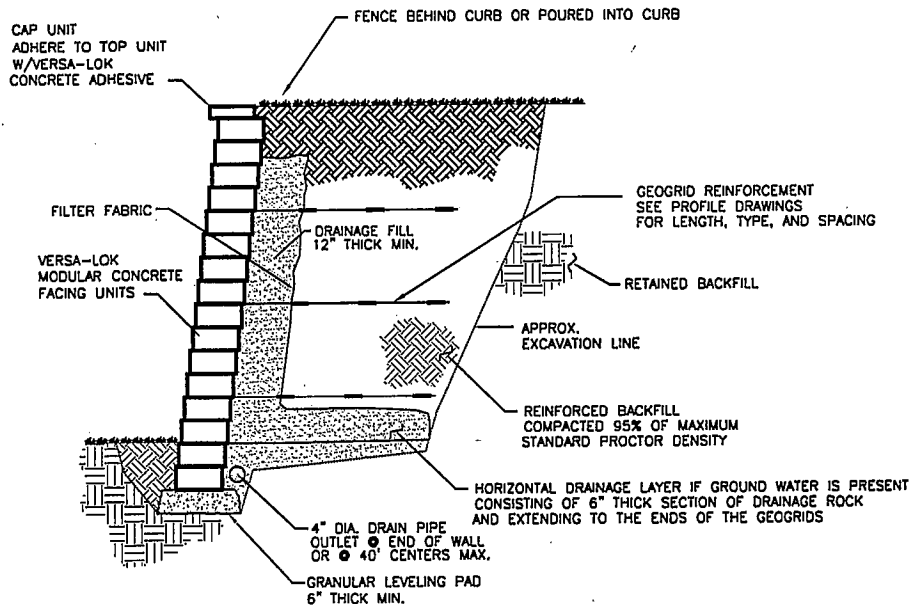 FENCE BEHIND CURB OR POURED INTO CURB
CAP UNIT
ADHERE TO TOP UNIT
W/VERSA-LOK
CONCRETE ADHESIVE
GEOGRID REINFORCEMENT
SEE PROFILE DRAWINGS
FOR LENGTH, TYPE, AND SPACING
FILTER FABRIC
DRAINAGE FILL
12" THICK MIN.
VERSA-LOK
MODULAR CONCRETE
FACING UNITS
RETAINED BACKFILL
APPROX.
EXCAVATION LINE
REINFORCED BACKFILL
COMPACTED 95% OF MAXIMUM
STANDARD PROCTOR DENSITY
HORIZONTAL DRAINAGE LAYER IF GROUND WATER IS PRESENT
CONSISTING OF 6" THICK SECTION OF DRAINAGE ROCK
AND EXTENDING TO THE ENDS OF THE GEOGRIDS
4" DIA. DRAIN PIPE
OUTLET @ END OF WALL
OR @ 40' CENTERS MAX.
GRANULAR LEVELING PAD
6" THICK MIN.